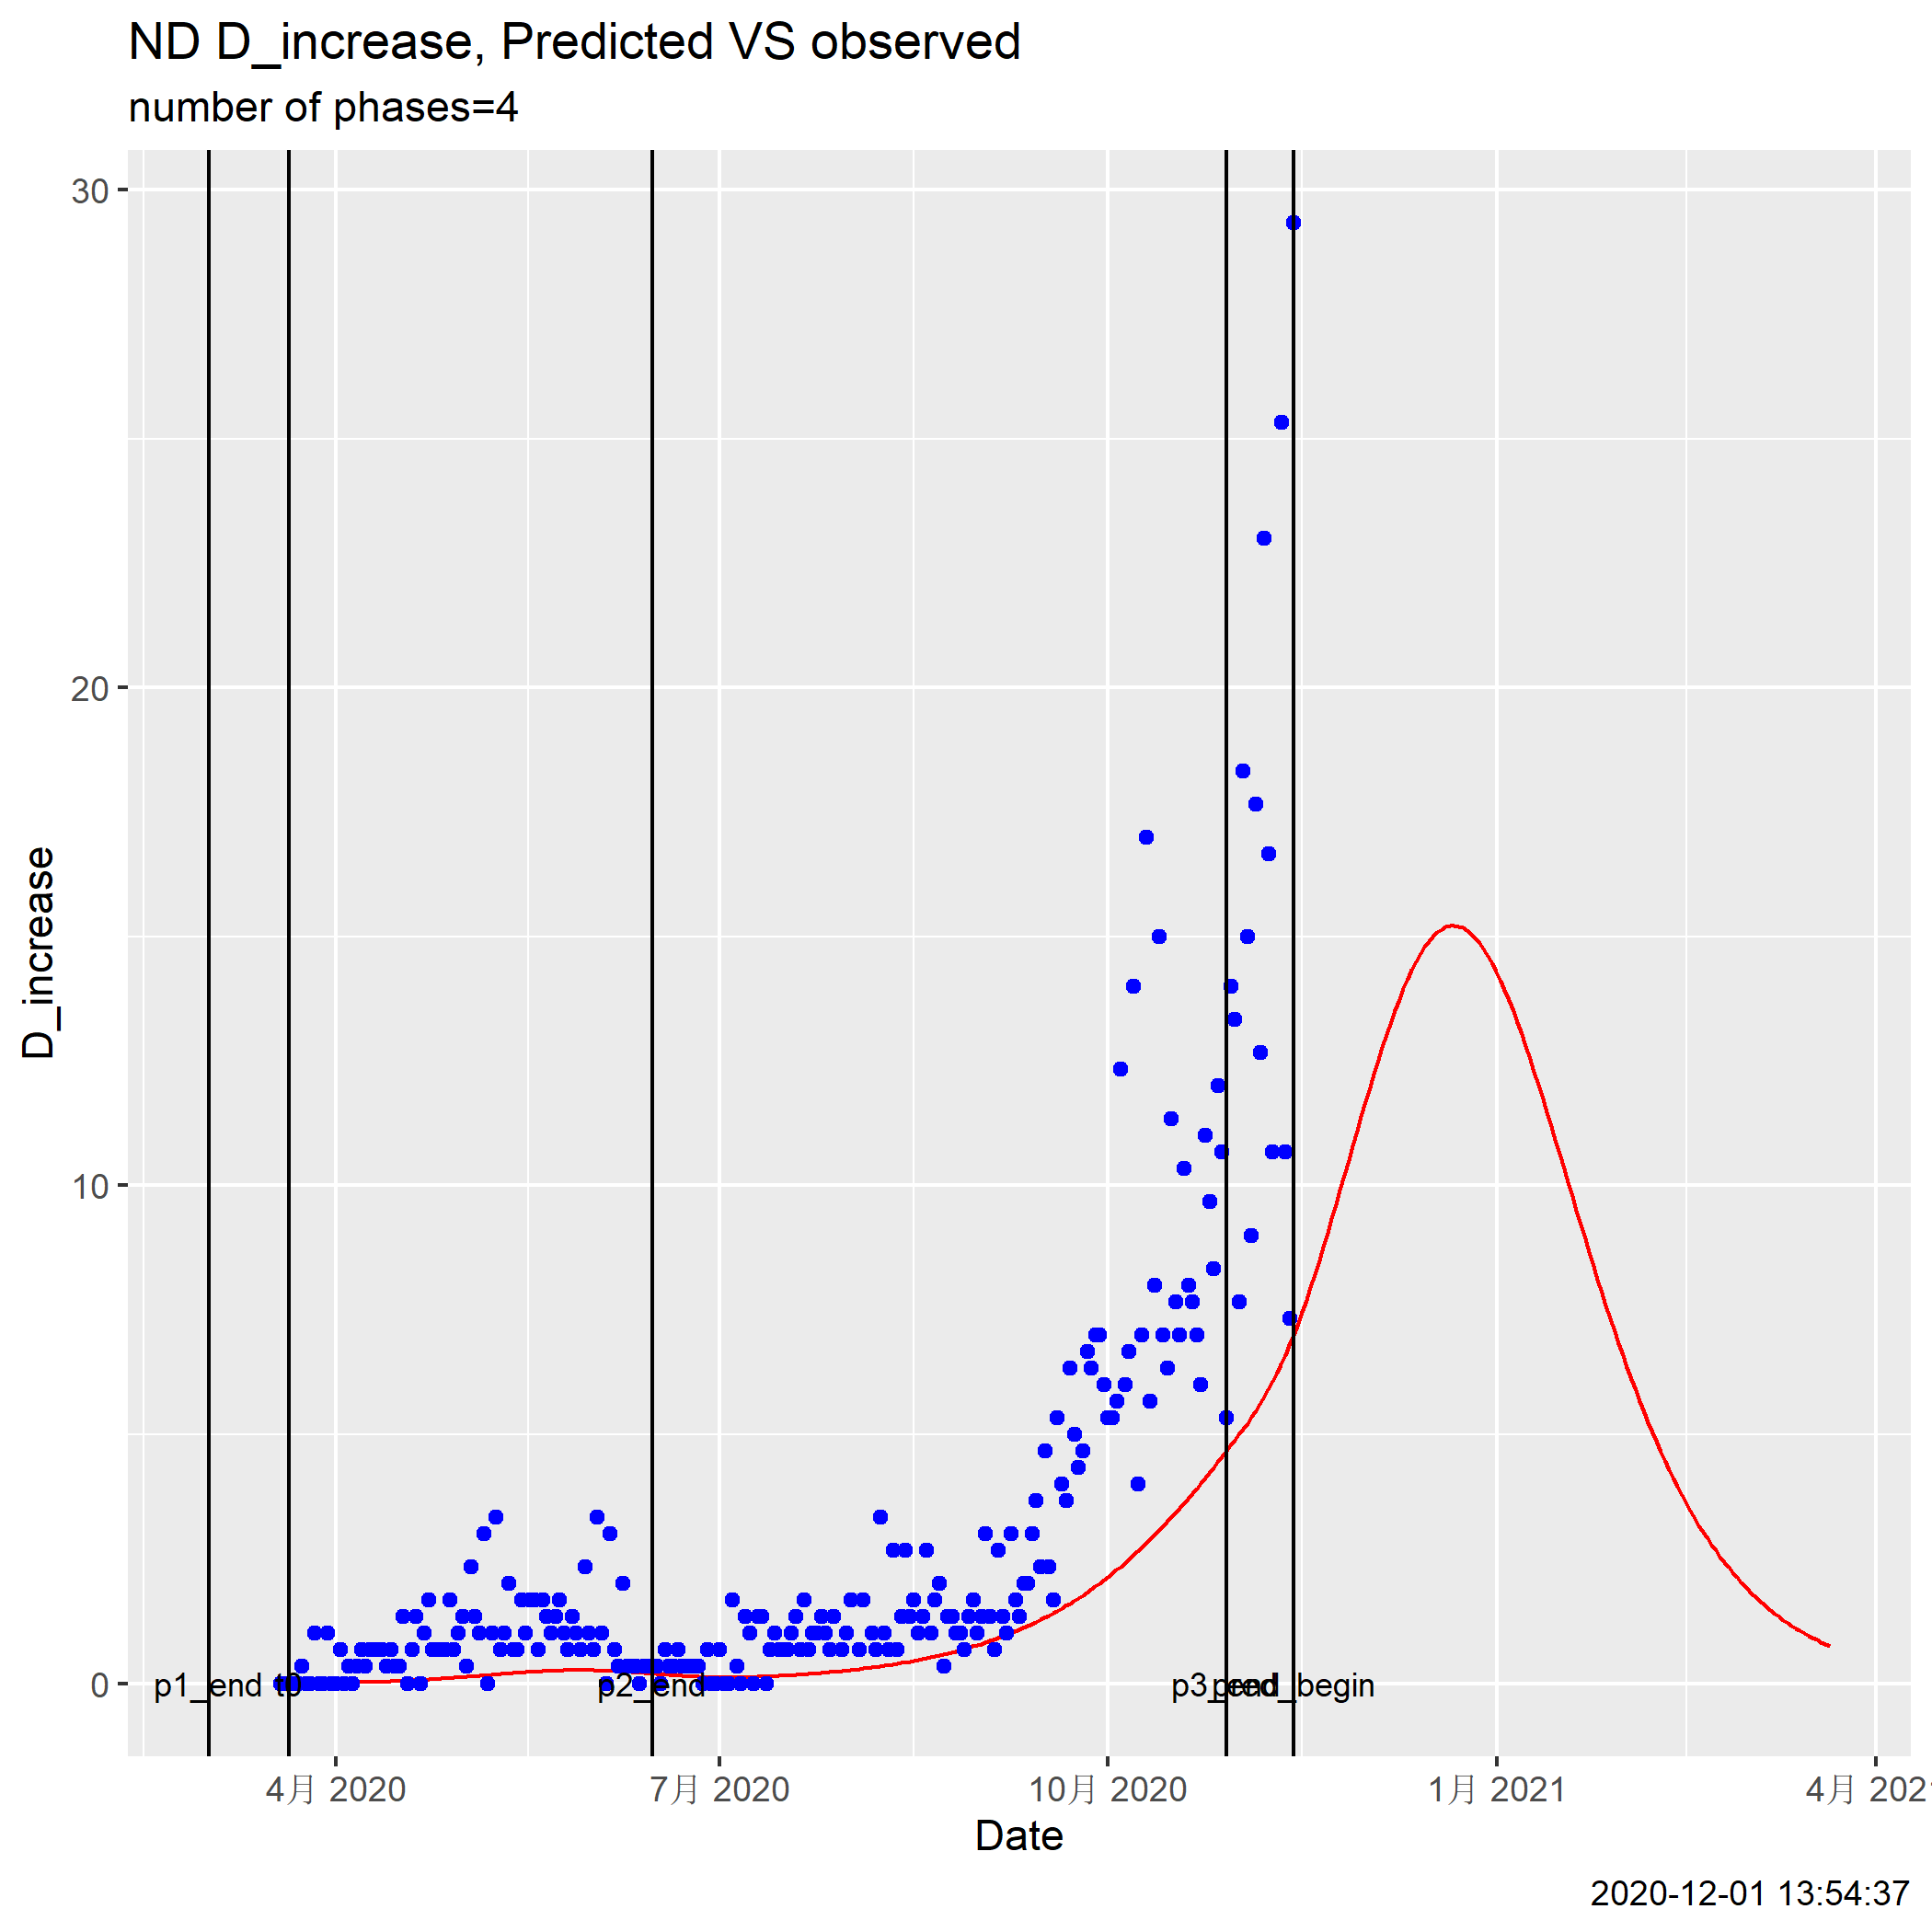 ND D_increase, Predicted VS observed
number of phases=4
30
20
10
0
D_increase
p1_end t0 p2_end p3_end pred_begin
4月 2020 7月 2020 10月 2020 1月 2021 4月 202
Date
2020-12-01 13:54:37